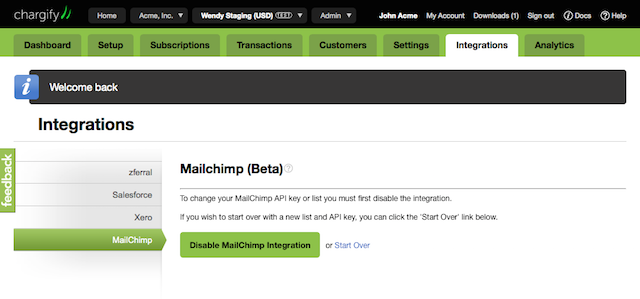 chargify Home Acme, Inc. Wendy Staging (USD) TEST Admin John Acme My Account Downloads (1) Sign out Docs Help
Dashboard Setup Subscriptions Transactions Customers Settings Integrations Analytics
i Welcome back
Integrations
feedback
zferral
Salesforce
Xero
MailChimp
Mailchimp (Beta) ?
To change your MailChimp API key or list you must first disable the integration.
If you wish to start over with a new list and API key, you can click the 'Start Over' link below.
Disable MailChimp Integration or Start Over